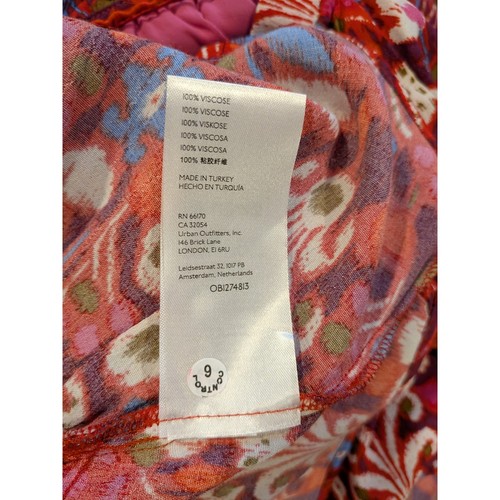 100% VISCOSE
100% VISCOSE
100% VISKOSE
100% VISCOSA
100% VISCOSA
100% 粘胶纤维
MADE IN TURKEY
HECHO EN TURQUÍA
RN 66170
CA 32054
Urban Outfitters, Inc.
146 Brick Lane
LONDON, E1 6RU
Leidsestraat 32, 1017 PB
Amsterdam, Netherlands
OB1274813
9
CONTROL